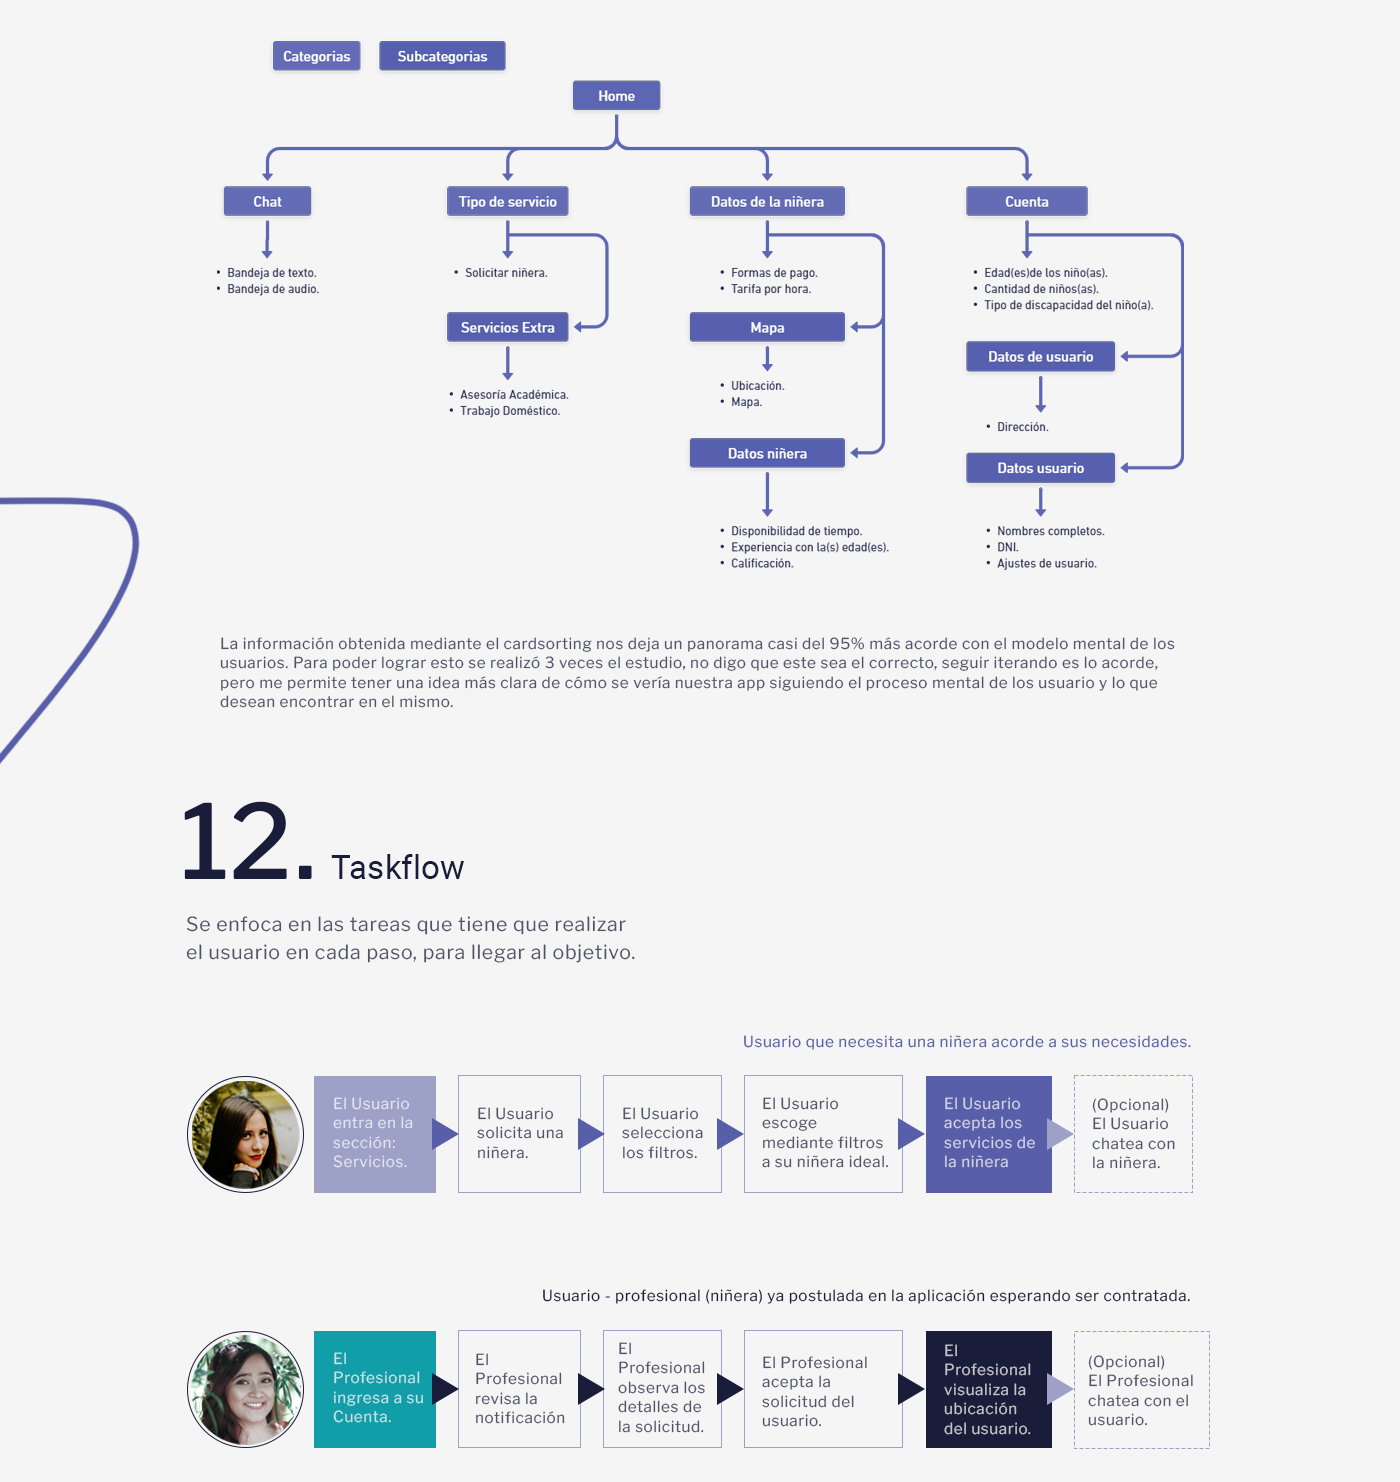 Categorias
Subcategorias
Home
Chat
Tipo de servicio
Datos de la niñera
Cuenta
• Bandeja de texto.
• Bandeja de audio.
• Solicitar niñera.
Servicios Extra
• Asesoría Académica.
• Trabajo Doméstico.
• Formas de pago.
• Tarifa por hora.
Mapa
• Ubicación.
• Mapa.
Datos niñera
• Disponibilidad de tiempo.
• Experiencia con la(s) edad(es).
• Calificación.
• Edad(es)de los niño(as).
• Cantidad de niños(as).
• Tipo de discapacidad del niño(a).
Datos de usuario
• Dirección.
Datos usuario
• Nombres completos.
• DNI.
• Ajustes de usuario.
La información obtenida mediante el cardsorting nos deja un panorama casi del 95% más acorde con el modelo mental de los
usuarios. Para poder lograr esto se realizó 3 veces el estudio, no digo que este sea el correcto, seguir iterando es lo acorde,
pero me permite tener una idea más clara de cómo se vería nuestra app siguiendo el proceso mental de los usuario y lo que
desean encontrar en el mismo.
12. Taskflow
Se enfoca en las tareas que tiene que realizar
el usuario en cada paso, para llegar al objetivo.
Usuario que necesita una niñera acorde a sus necesidades.
El Usuario
entra en la
sección:
Servicios.
El Usuario
solicita una
niñera.
El Usuario
selecciona
los filtros.
El Usuario
escoge
mediante filtros
a su niñera ideal.
El Usuario
acepta los
servicios de
la niñera
(Opcional)
El Usuario
chatea con
la niñera.
Usuario - profesional (niñera) ya postulada en la aplicación esperando ser contratada.
El
Profesional
ingresa a su
Cuenta.
El
Profesional
revisa la
notificación
El
Profesional
observa los
detalles de
la solicitud.
El Profesional
acepta la
solicitud del
usuario.
El
Profesional
visualiza la
ubicación
del usuario.
(Opcional)
El Profesional
chatea con el
usuario.